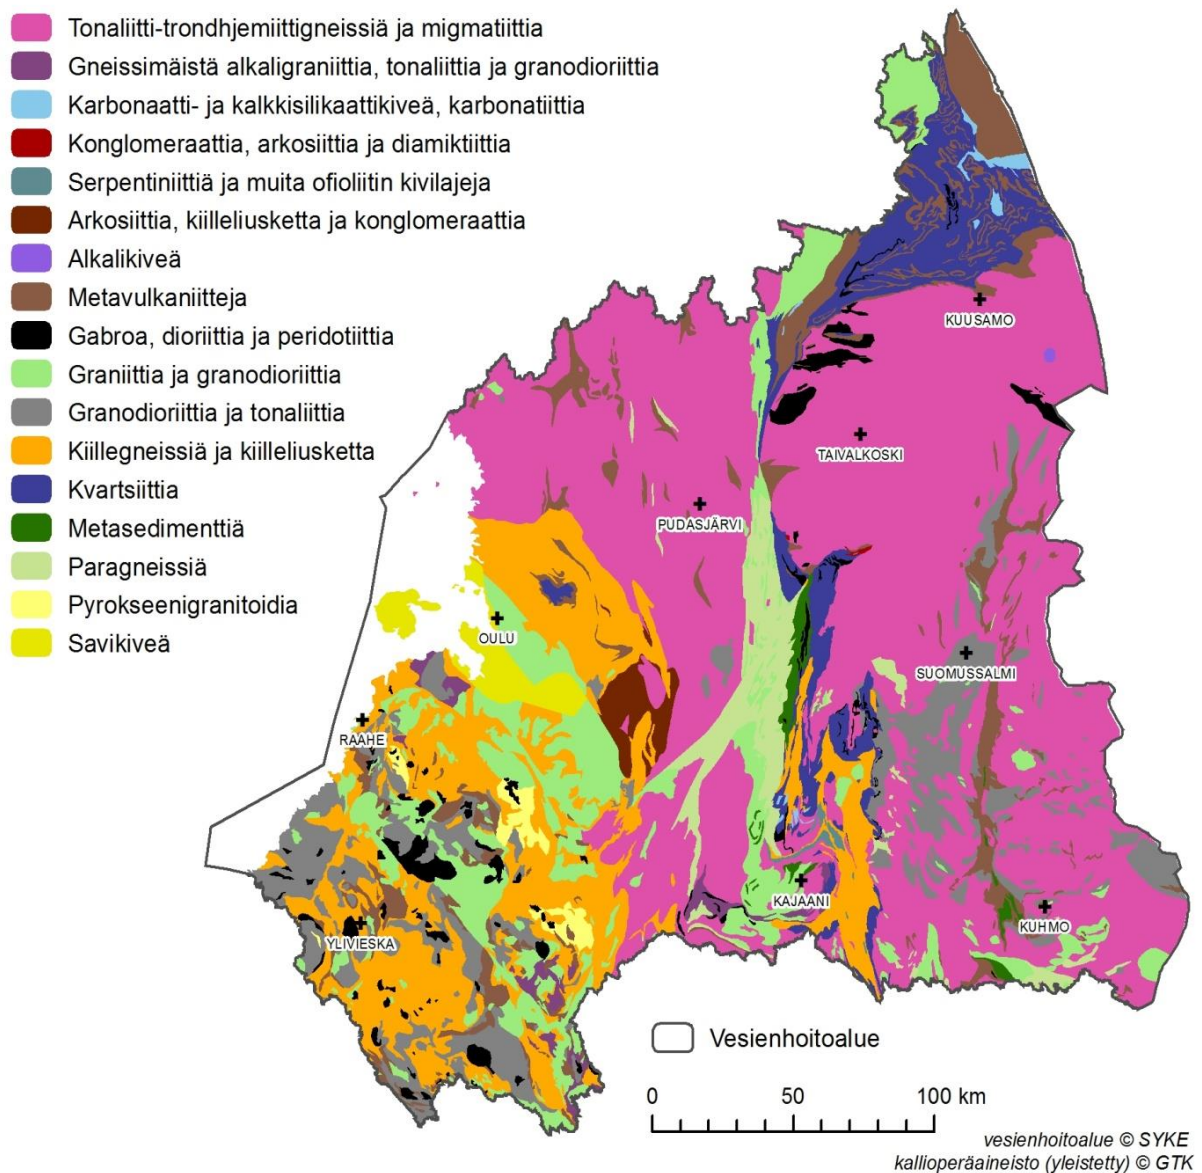 Tonaliitti-trondhjemiittigneissiä ja migmatiittia
Gneissimäistä alkaligraniittia, tonaliittia ja granodioriittia
Karbonaatti- ja kalkkisilikaattikiveä, karbonatiittia
Konglomeraattia, arkosiittia ja diamiktiittia
Serpentiniittiä ja muita ofioliitin kivilajeja
Arkosiittia, kiilleliusketta ja konglomeraattia
Alkalikiveä
Metavulkaniitteja
Gabroa, dioriittia ja peridotiittia
Graniittia ja granodioriittia
Granodioriittia ja tonaliittia
Kiillegneissiä ja kiilleliusketta
Kvartsiittia
Metasedimenttiä
Paragneissiä
Pyrokseenigranitoidia
Savikiveä
KUUSAMO
TAIVALKOSKI
PUDASJÄRVI
OULU
SUOMUSSALMI
RAAHE
KAJAANI
KUHMO
YLIVIESKA
Vesienhoitoalue
0 50 100 km
vesienhoitoalue © SYKE
kallioperäaineisto (yleistetty) © GTK